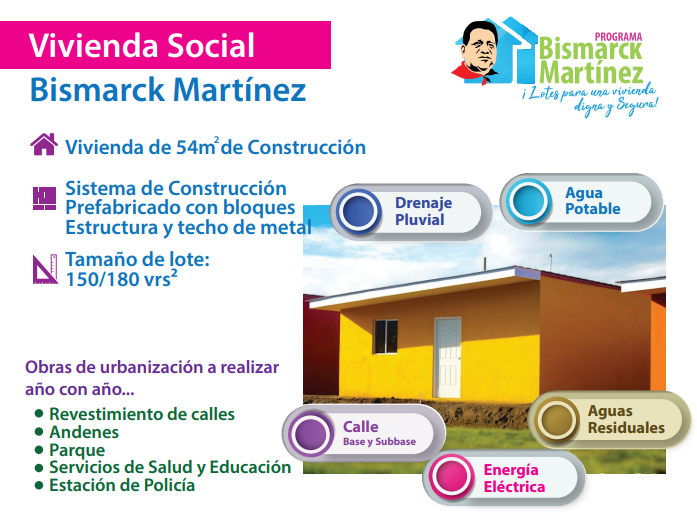 Vivienda Social
Bismarck Martínez
PROGRAMA
Bismarck
Martínez
¡Lotes para una vivienda
digna y Segura!
Vivienda de 54m² de Construcción
Sistema de Construcción
Prefabricado con bloques
Estructura y techo de metal
Tamaño de lote:
150/180 vrs²
Drenaje
Pluvial
Agua
Potable
Obras de urbanización a realizar
año con año...
• Revestimiento de calles
• Andenes
• Parque
• Servicios de Salud y Educación
• Estación de Policía
Calle
Base y Subbase
Aguas
Residuales
Energía
Eléctrica